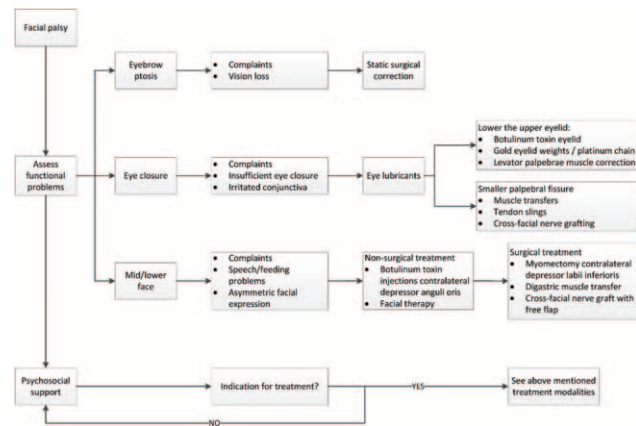 Facial palsy
Eyebrow
ptosis
• Complaints
• Vision loss
Static surgical
correction
Assess
functional
problems
Eye closure
• Complaints
• Insufficient eye closure
• Irritated conjunctiva
Eye lubricants
Lower the upper eyelid:
• Botulinum toxin eyelid
• Gold eyelid weights / platinum chain
• Levator palpebrae muscle correction
Smaller palpebral fissure
• Muscle transfers
• Tendon slings
• Cross-facial nerve grafting
Mid/lower
face
• Complaints
• Speech/feeding
problems
• Asymmetric facial
expression
Non-surgical treatment
• Botulinum toxin
injections contralateral
depressor anguli oris
• Facial therapy
Surgical treatment
• Myomectomy contralateral
depressor labii inferioris
• Digastric muscle transfer
• Cross-facial nerve graft with
free flap
Psychosocial
support
Indication for treatment?
YES
See above mentioned
treatment modalities
NO